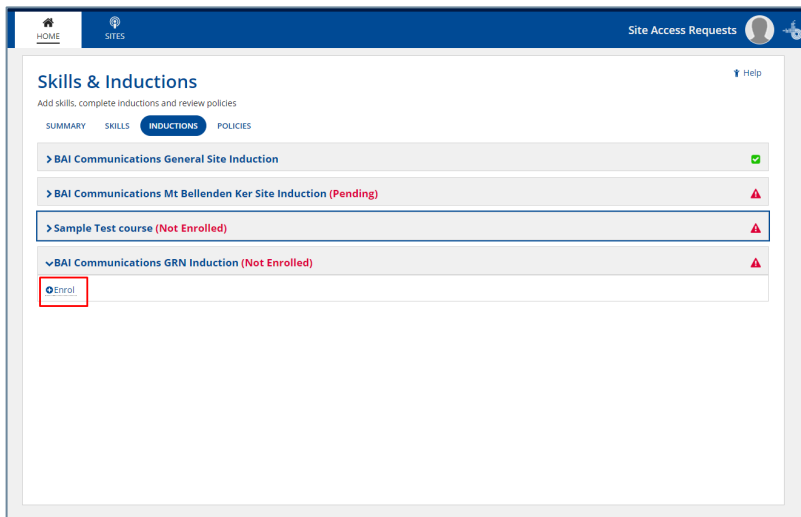 HOME
SITES
Site Access Requests
Skills & Inductions
Help
Add skills, complete inductions and review policies
SUMMARY SKILLS INDUCTIONS POLICIES
BAI Communications General Site Induction
BAI Communications Mt Bellenden Ker Site Induction (Pending)
Sample Test course (Not Enrolled)
BAI Communications GRN Induction (Not Enrolled)
Enrol